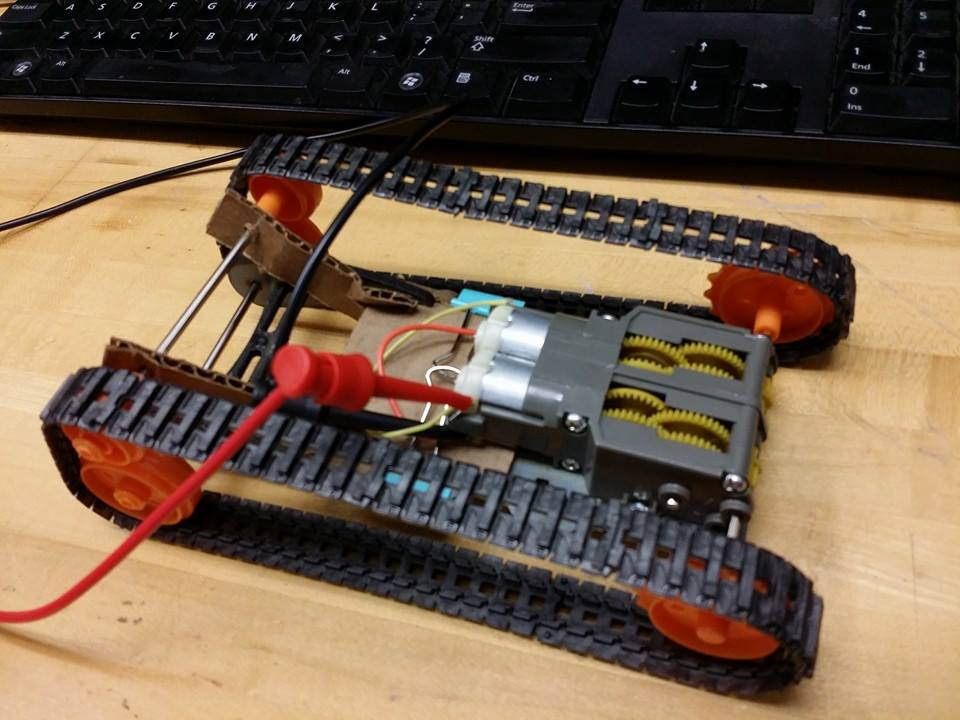 Caps Lock A S D F G H J K L : ; " ' Enter
Z X C V B N M < , > . ? / Shift
Alt Alt Ctrl
4 5
1 End 2
0 Ins